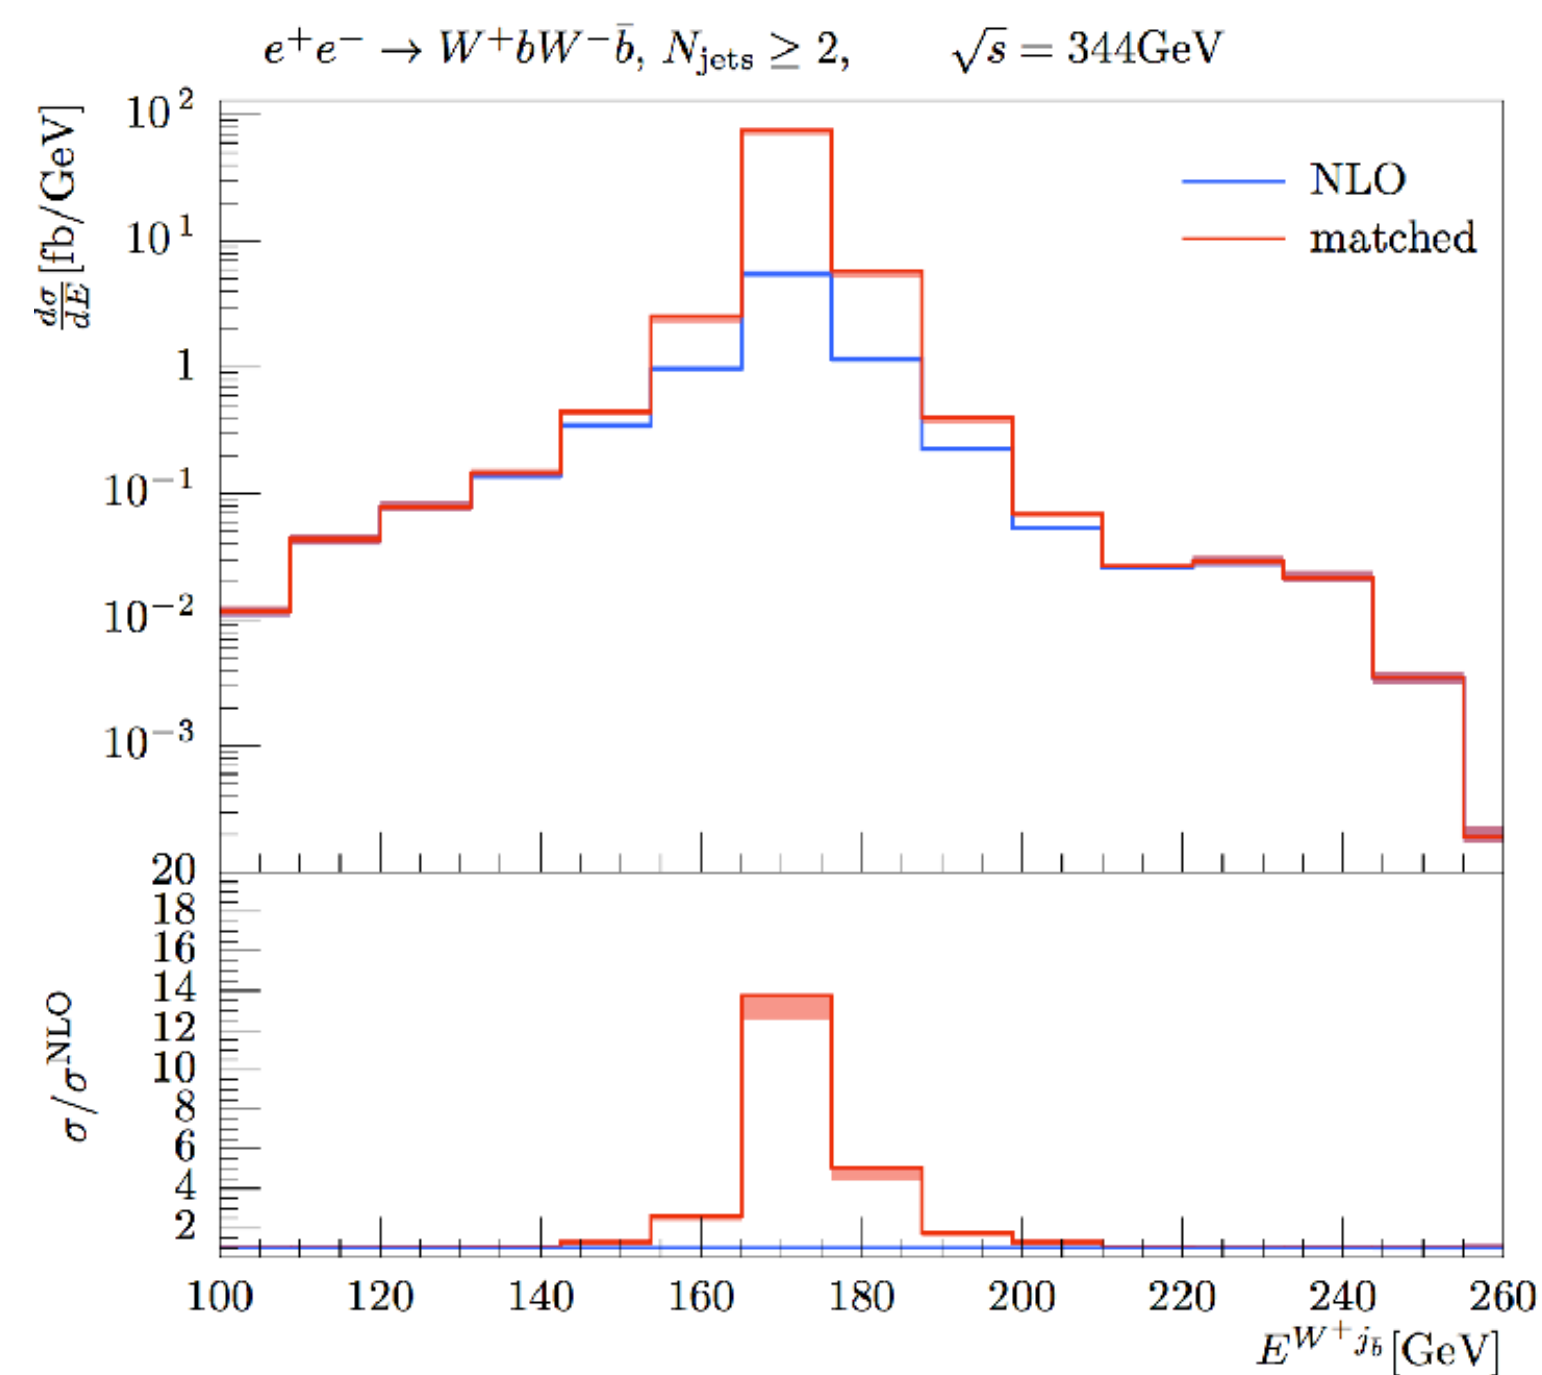 e⁺e⁻ → W⁺bW⁻b̄, N_jets ≥ 2, √s = 344GeV
dσ/dE [fb/GeV]
10²
10¹
1
10⁻¹
10⁻²
10⁻³
NLO
matched
σ/σ^NLO
20
18
16
14
12
10
8
6
4
2
100 120 140 160 180 200 220 240 260
E^{W⁺j_b̄}[GeV]